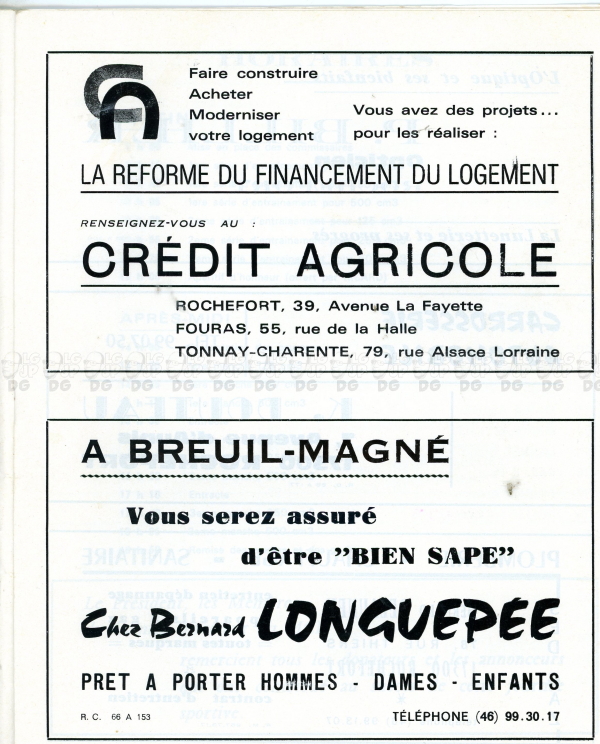 Faire construire
Acheter
Moderniser
votre logement
Vous avez des projets...
pour les réaliser :
LA REFORME DU FINANCEMENT DU LOGEMENT
RENSEIGNEZ-VOUS AU :
CRÉDIT AGRICOLE
ROCHEFORT, 39, Avenue La Fayette
FOURAS, 55, rue de la Halle
TONNAY-CHARENTE, 79, rue Alsace Lorraine
A BREUIL-MAGNÉ
Vous serez assuré
d'être "BIEN SAPE"
Chez Bernard LONGUEPEE
PRET A PORTER HOMMES - DAMES - ENFANTS
R. C. 66 A 153
TÉLÉPHONE (46) 99.30.17